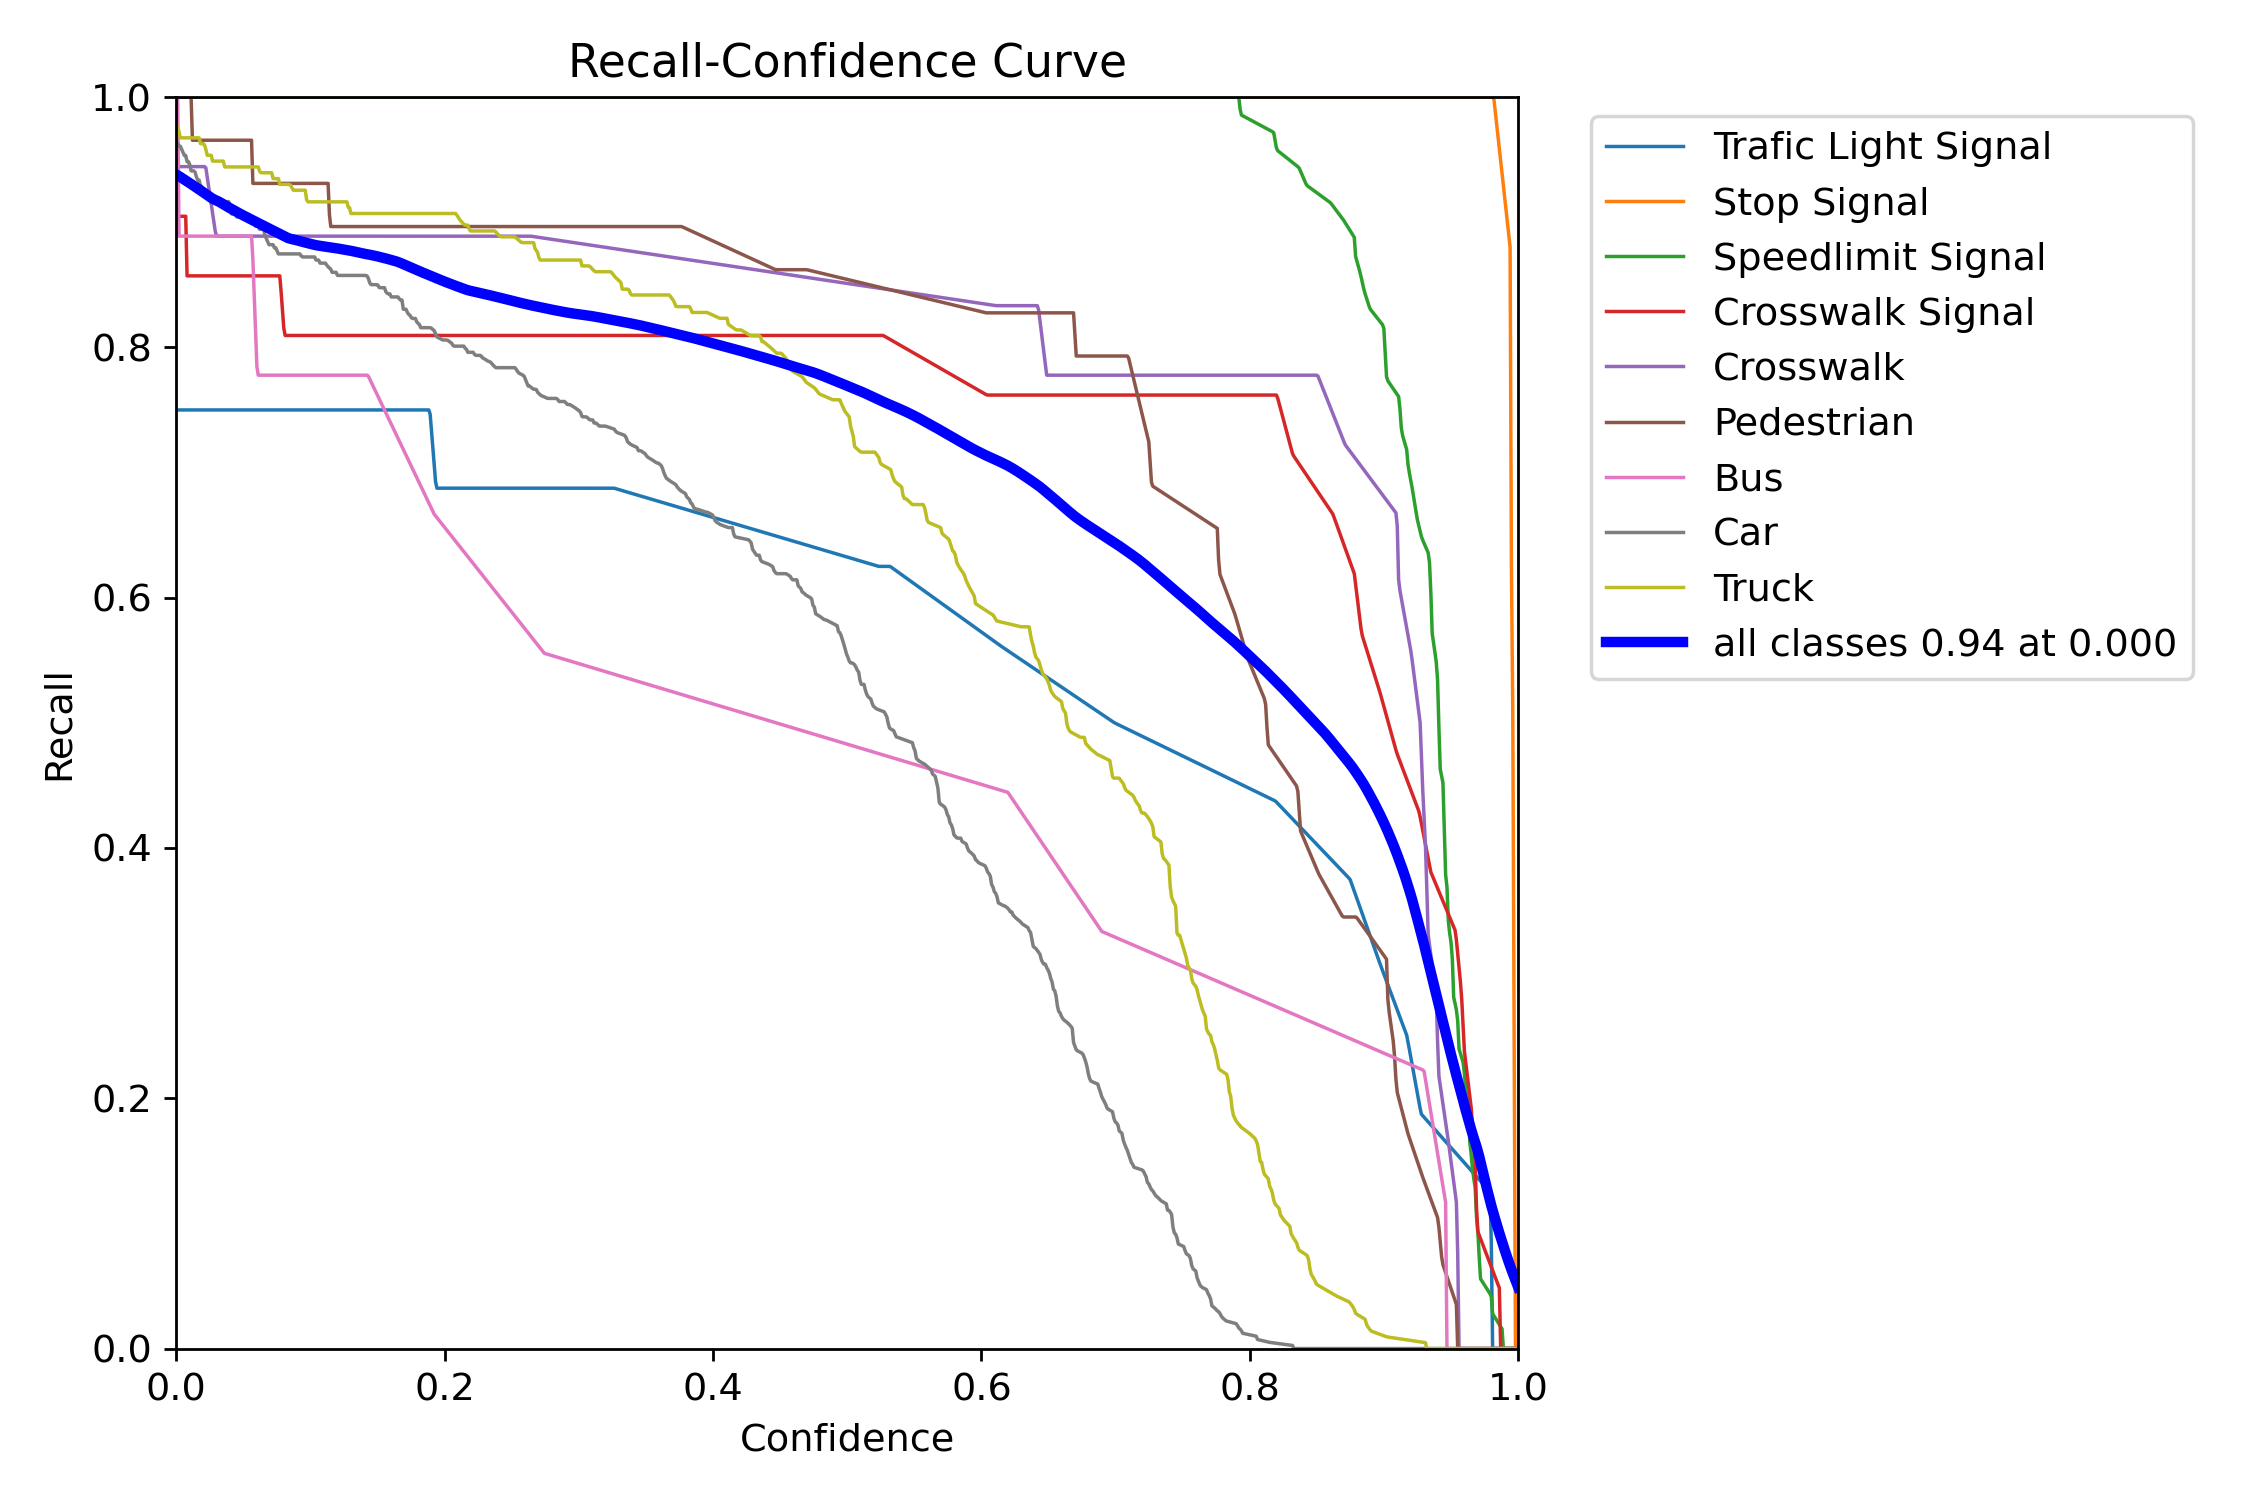 Recall-Confidence Curve
1.0
0.8
0.6
0.4
0.2
0.0
Recall
0.0 0.2 0.4 0.6 0.8 1.0
Confidence
Trafic Light Signal
Stop Signal
Speedlimit Signal
Crosswalk Signal
Crosswalk
Pedestrian
Bus
Car
Truck
all classes 0.94 at 0.000